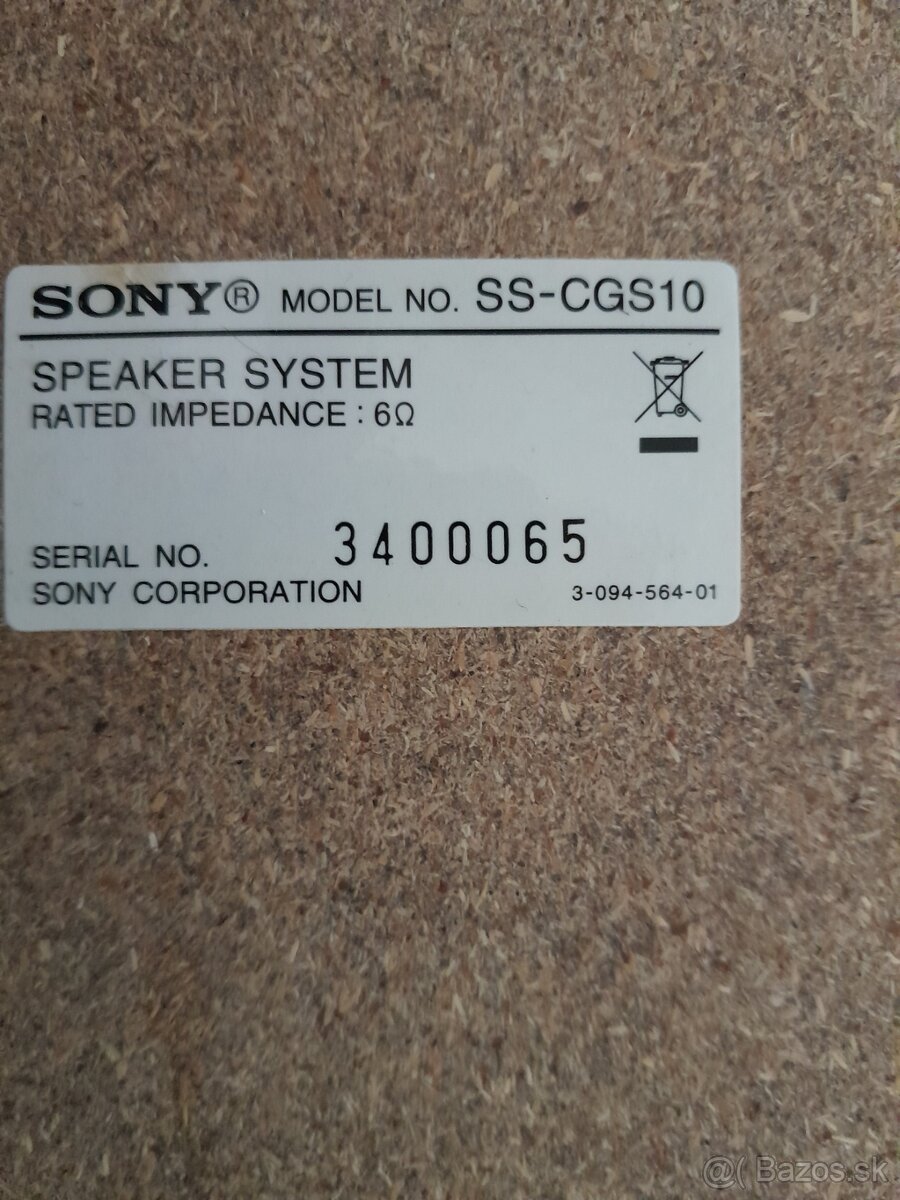 SONY® MODEL NO. SS-CGS10
SPEAKER SYSTEM
RATED IMPEDANCE : 6Ω
SERIAL NO. 3400065
SONY CORPORATION 3-094-564-01
@( Bazos.sk